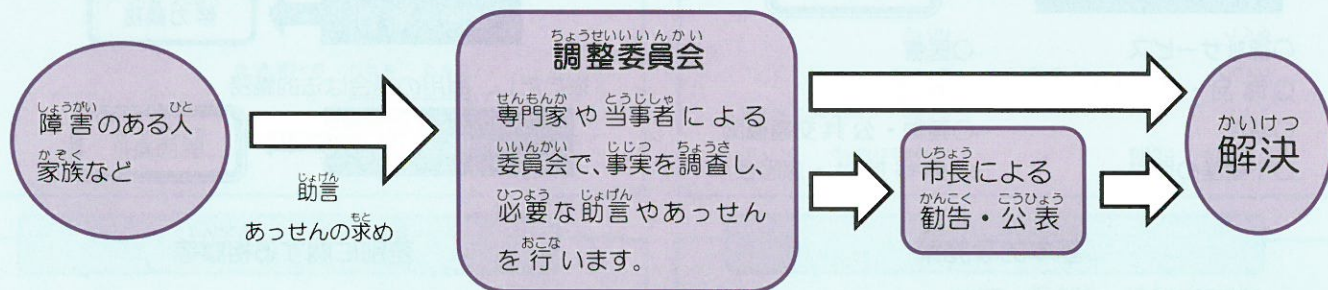 障害のある人
家族など
助言
あっせんの求め
調整委員会
専門家や当事者による
委員会で、事実を調査し、
必要な助言やあっせん
を行います。
市長による
勧告・公表
解決